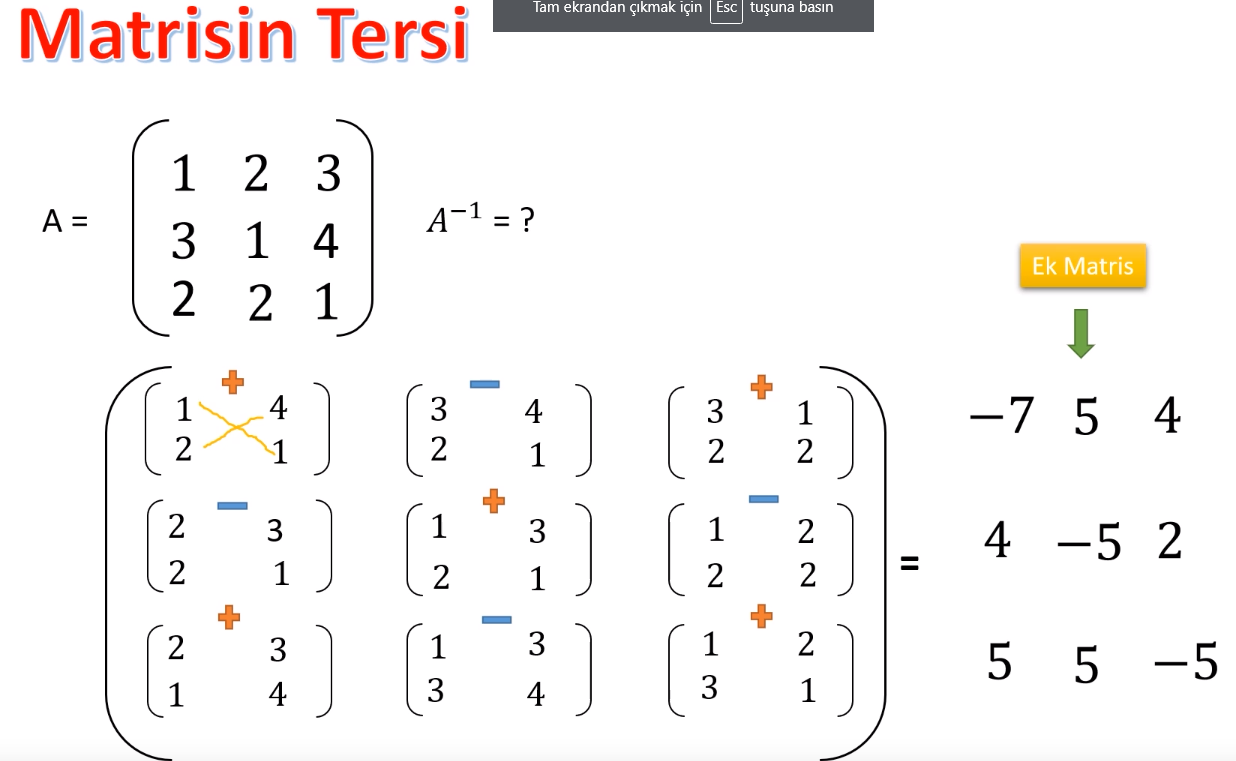 Tam ekrandan çıkmak için Esc tuşuna basın
Matrisin Tersi
1 2 3
A = 3 1 4 A⁻¹ = ?
2 2 1
Ek Matris
+ − +
1 4 3 4 3 1 −7 5 4
2 1 2 1 2 2
− + −
2 3 1 3 1 2 4 −5 2
2 1 2 1 2 2
=
+ − +
2 3 1 3 1 2 5 5 −5
1 4 3 4 3 1